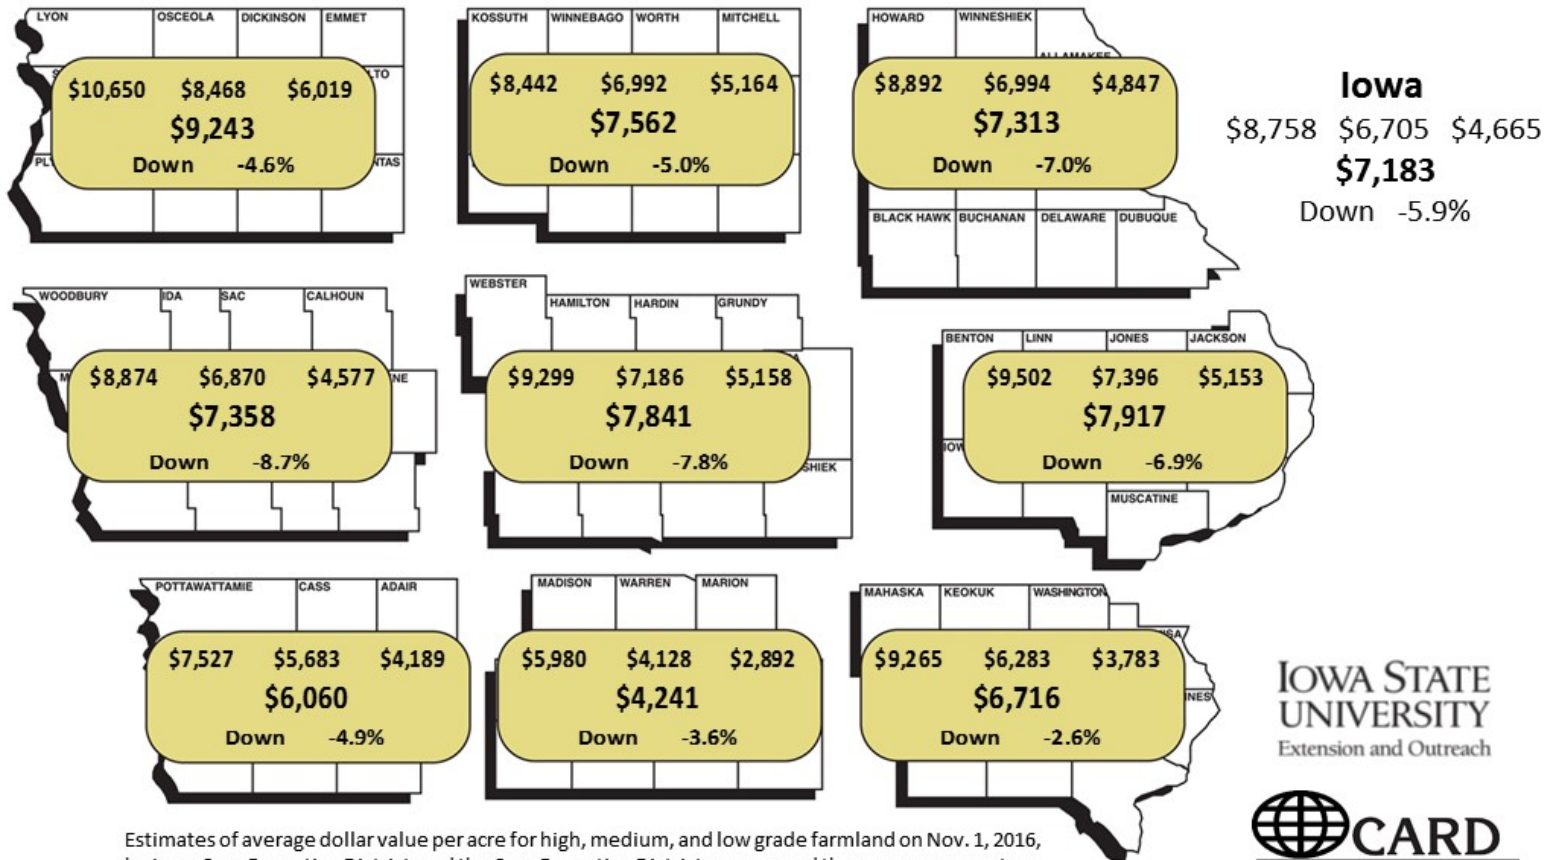 LYON OSCEOLA DICKINSON EMMET
$10,650 $8,468 $6,019
$9,243
Down -4.6%
KOSSUTH WINNEBAGO WORTH MITCHELL
$8,442 $6,992 $5,164
$7,562
Down -5.0%
HOWARD WINNESHIEK
ALLAMAKEE
$8,892 $6,994 $4,847
$7,313
Down -7.0%
BLACK HAWK BUCHANAN DELAWARE DUBUQUE
Iowa
$8,758 $6,705 $4,665
$7,183
Down -5.9%
WOODBURY IDA SAC CALHOUN
$8,874 $6,870 $4,577
$7,358
Down -8.7%
WEBSTER
HAMILTON HARDIN GRUNDY
$9,299 $7,186 $5,158
$7,841
Down -7.8%
SHIEK
BENTON LINN JONES JACKSON
$9,502 $7,396 $5,153
$7,917
IOW
Down -6.9%
MUSCATINE
POTTAWATTAMIE CASS ADAIR
$7,527 $5,683 $4,189
$6,060
Down -4.9%
MADISON WARREN MARION
$5,980 $4,128 $2,892
$4,241
Down -3.6%
MAHASKA KEOKUK WASHINGTON
$9,265 $6,283 $3,783
$6,716
INES
Down -2.6%
IOWA STATE
UNIVERSITY
Extension and Outreach
CARD
Estimates of average dollar value per acre for high, medium, and low grade farmland on Nov. 1, 2016,